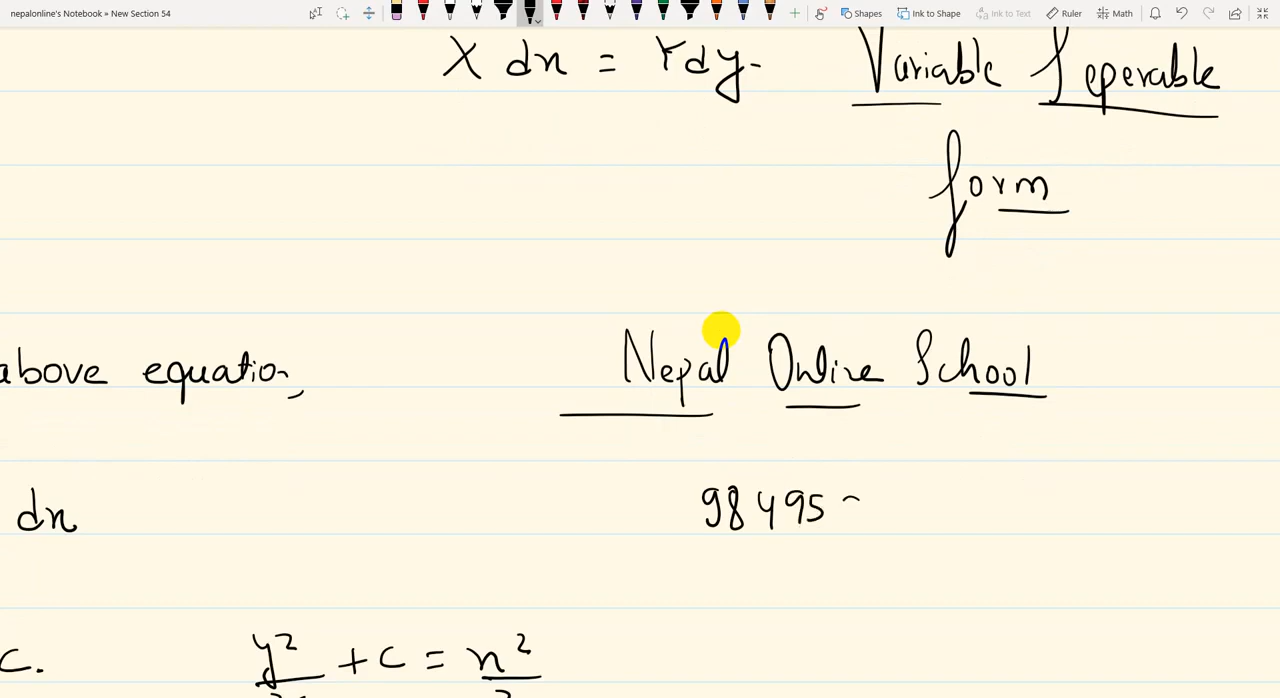 nepalonline's Notebook » New Section 54
Shapes Ink to Shape Ink to Text Ruler Math
X dx = Y dy - Variable Seperable
form
above equation, Nepal Online School
dx 98495
c. y² + c = x²